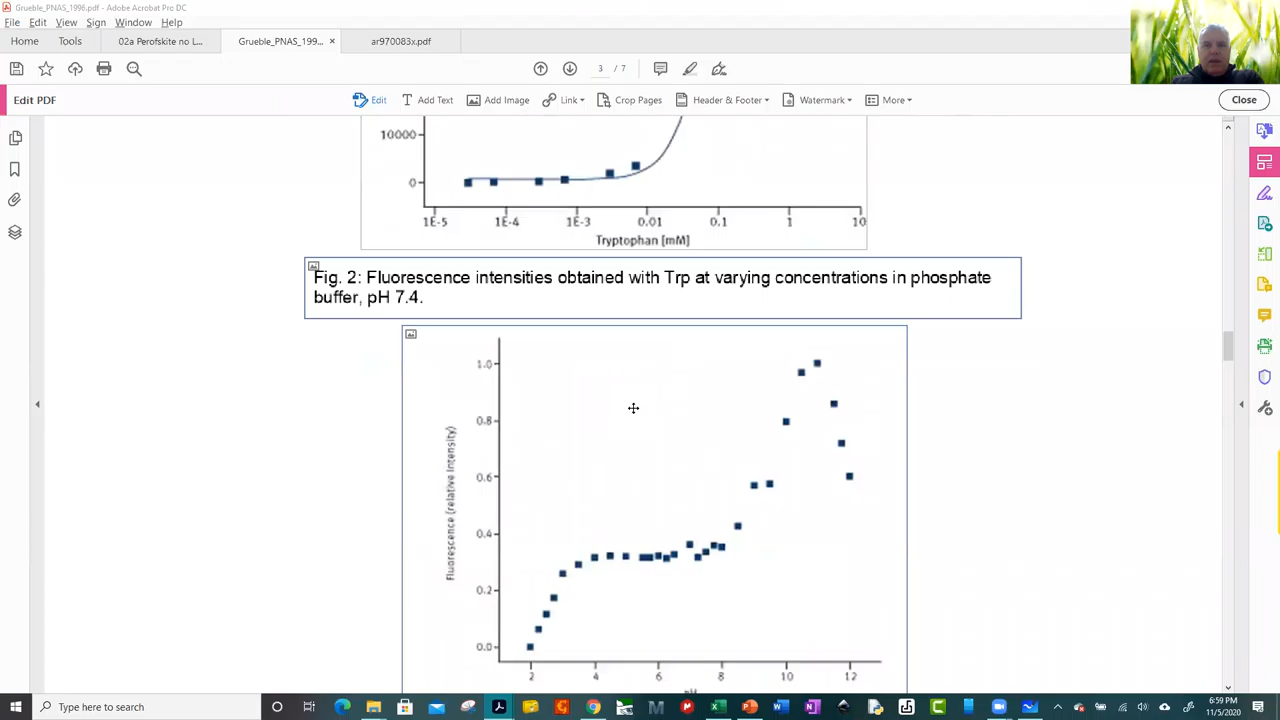 Grueble_PNAS_1996.pdf - Adobe Acrobat Pro DC
File Edit View Sign Window Help
Home Tools 02a Perofskite no L... Grueble_PNAS_199... × ar970083x.pdf
3 / 7
Edit PDF Edit Add Text Add Image Link Crop Pages Header & Footer Watermark More Close
10000
0
1E-5 1E-4 1E-3 0.01 0.1 1 10
Tryptophan [mM]
Fig. 2: Fluorescence intensities obtained with Trp at varying concentrations in phosphate
buffer, pH 7.4.
Fluorescence (relative intensity)
1.0
0.8
0.6
0.4
0.2
0.0
2 4 6 8 10 12
pH
Type here to search
6:59 PM
11/5/2020